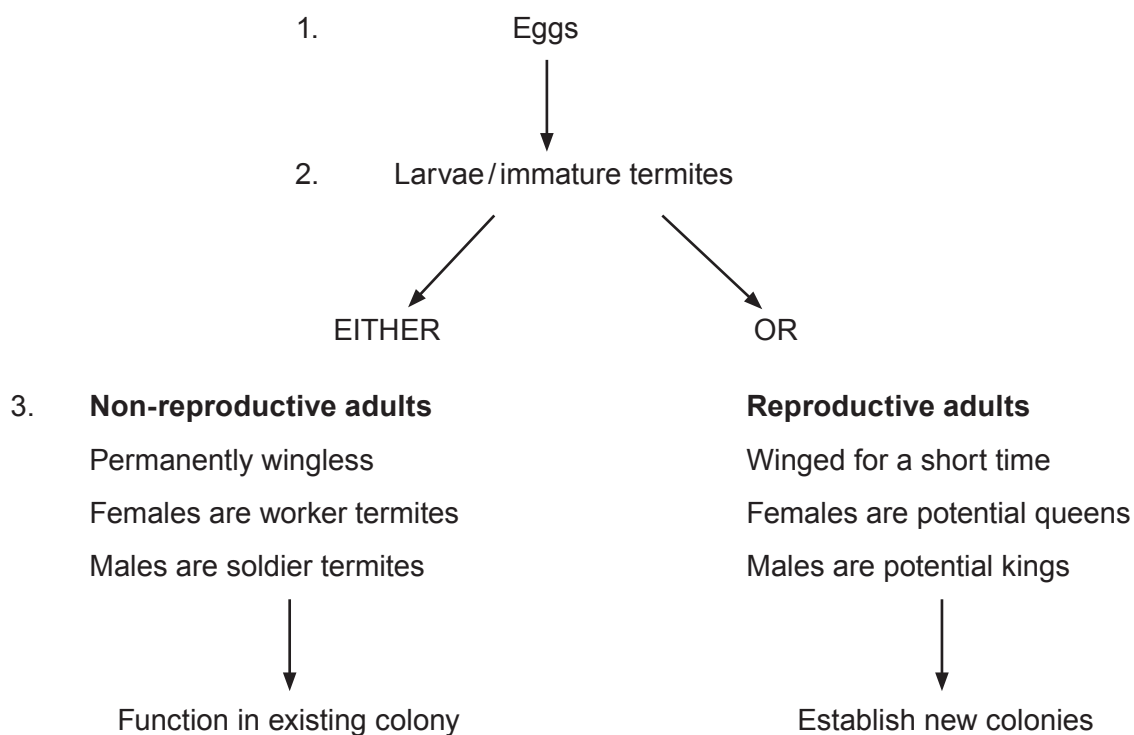 1. Eggs
2. Larvae/immature termites
EITHER OR
3. Non-reproductive adults Reproductive adults
Permanently wingless Winged for a short time
Females are worker termites Females are potential queens
Males are soldier termites Males are potential kings
Function in existing colony Establish new colonies